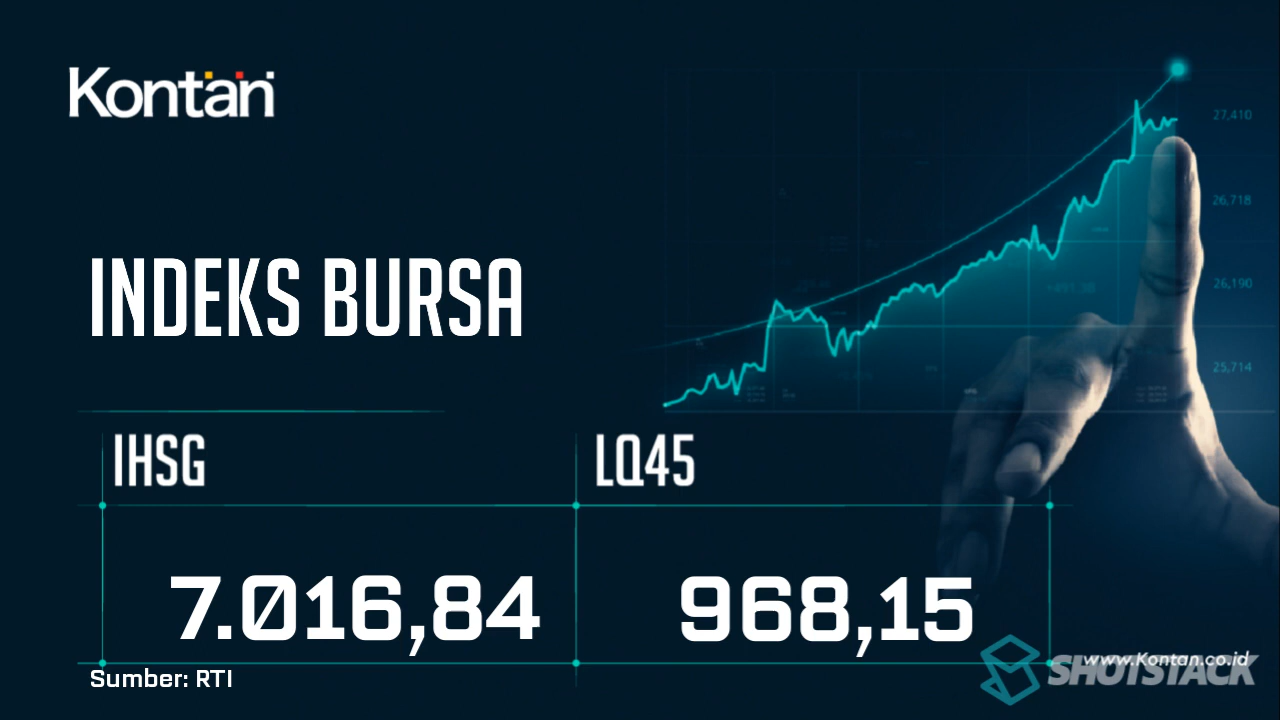 Kontan
27,410
26,718
INDEKS BURSA
26,190
25,714
IHSG
LQ45
7.016,84
968,15
www.Kontan.co.id
SHOTSTACK
Sumber: RTI